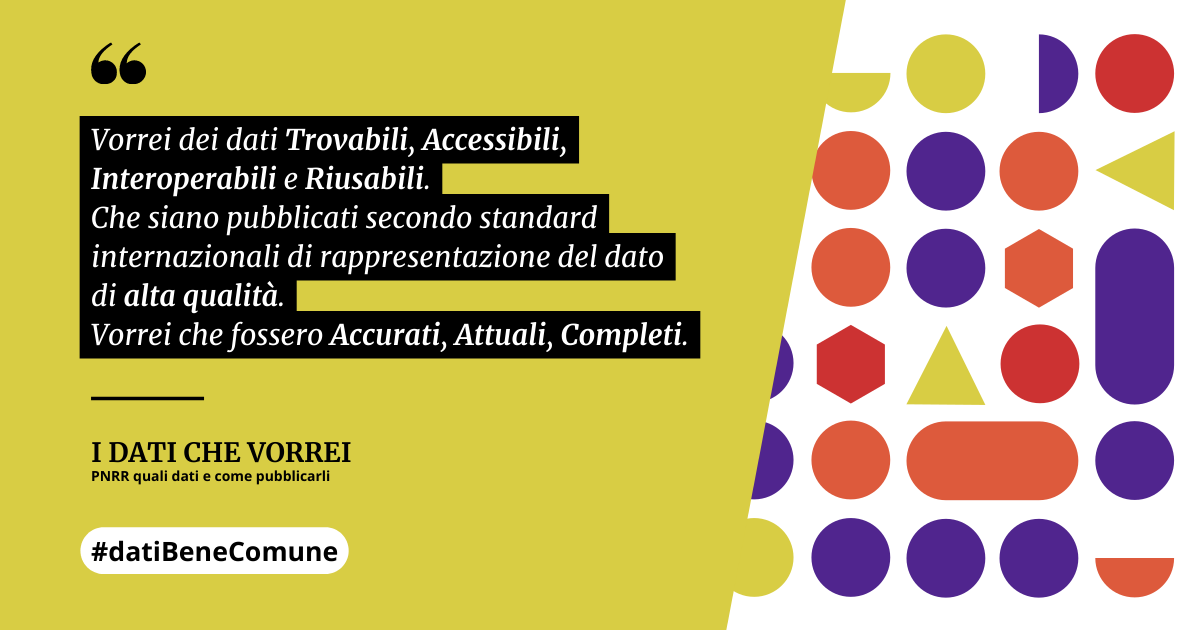 “
Vorrei dei dati Trovabili, Accessibili,
Interoperabili e Riusabili.
Che siano pubblicati secondo standard
internazionali di rappresentazione del dato
di alta qualità.
Vorrei che fossero Accurati, Attuali, Completi.
I DATI CHE VORREI
PNRR quali dati e come pubblicarli
#datiBeneComune